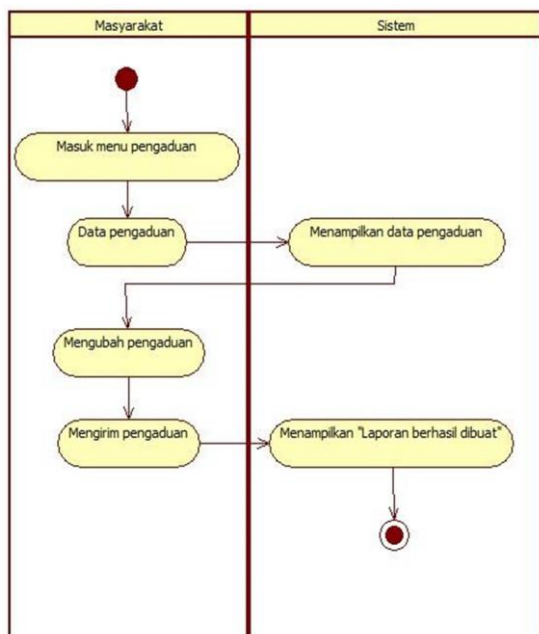 Masyarakat
Sistem
Masuk menu pengaduan
Data pengaduan
Menampilkan data pengaduan
Mengubah pengaduan
Mengirim pengaduan
Menampilkan "Laporan berhasil dibuat"